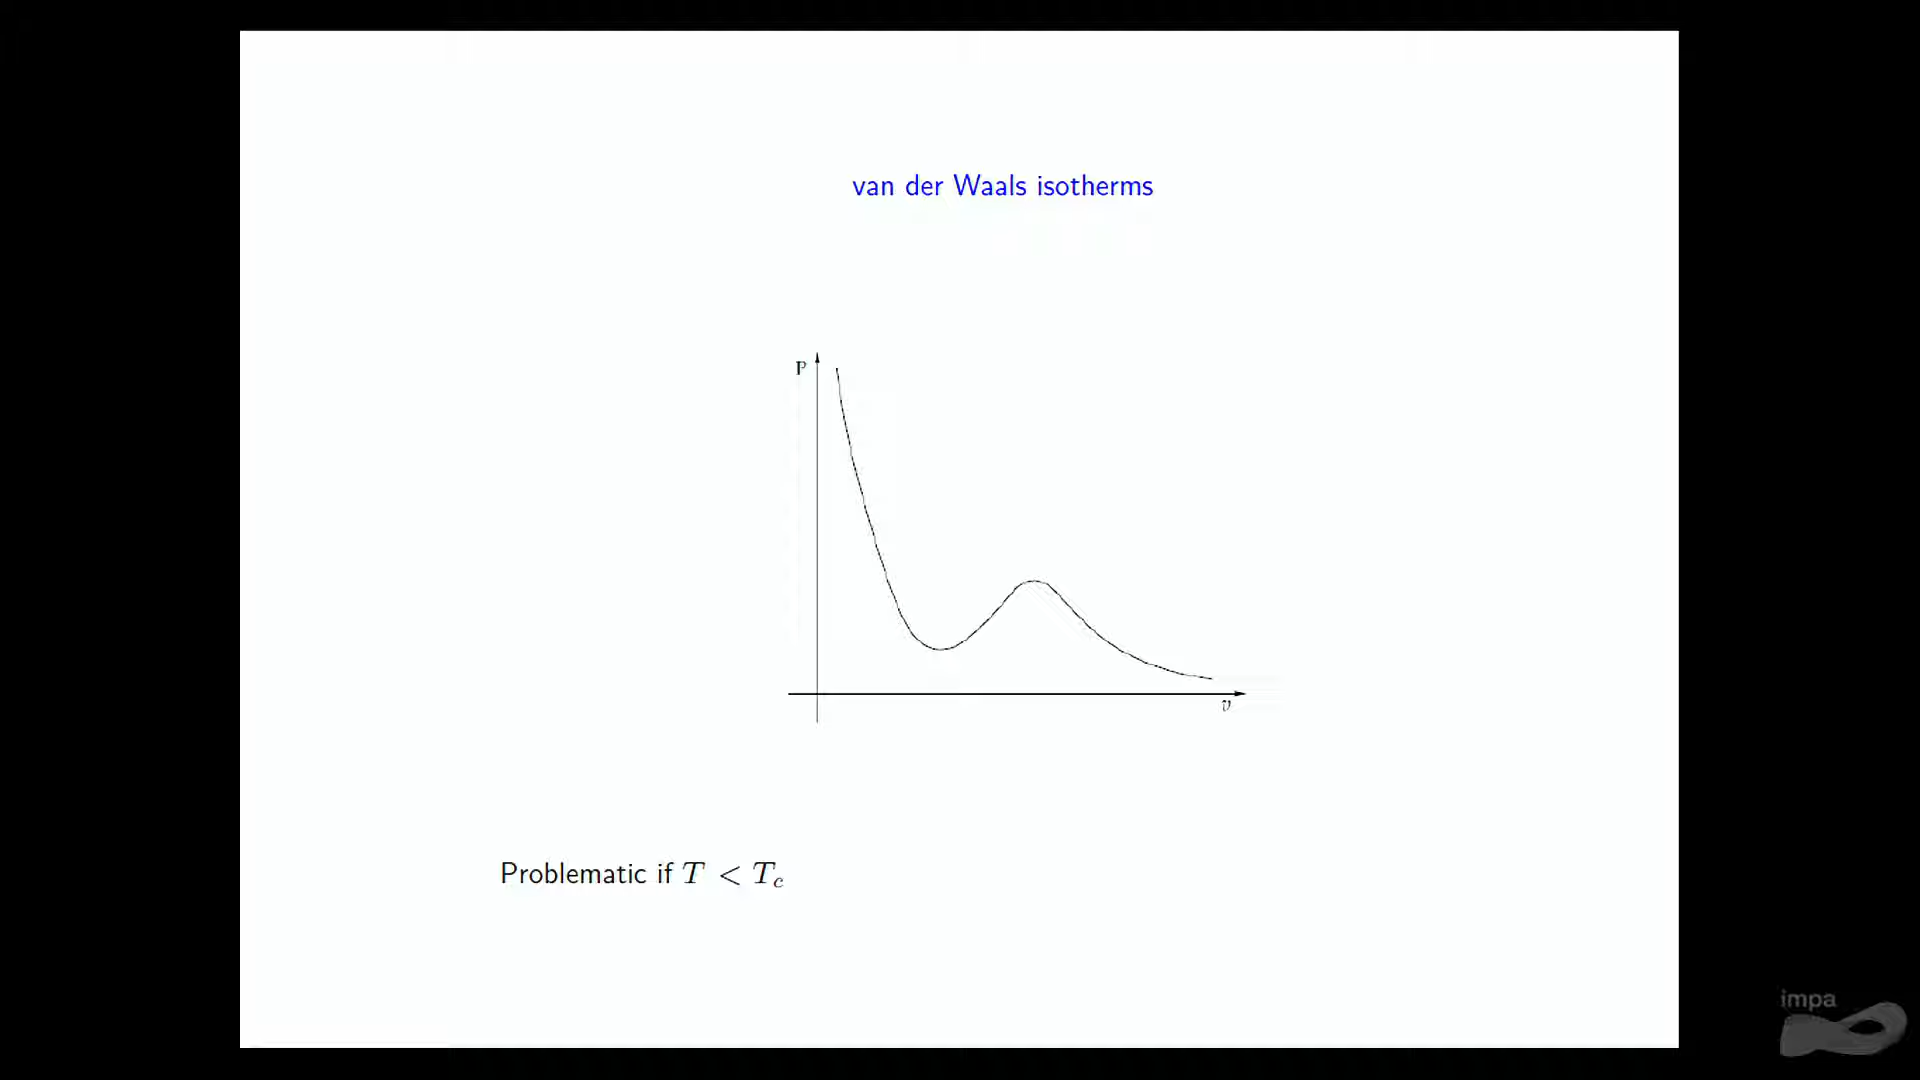 van der Waals isotherms
P
v
Problematic if T < T_c
impa